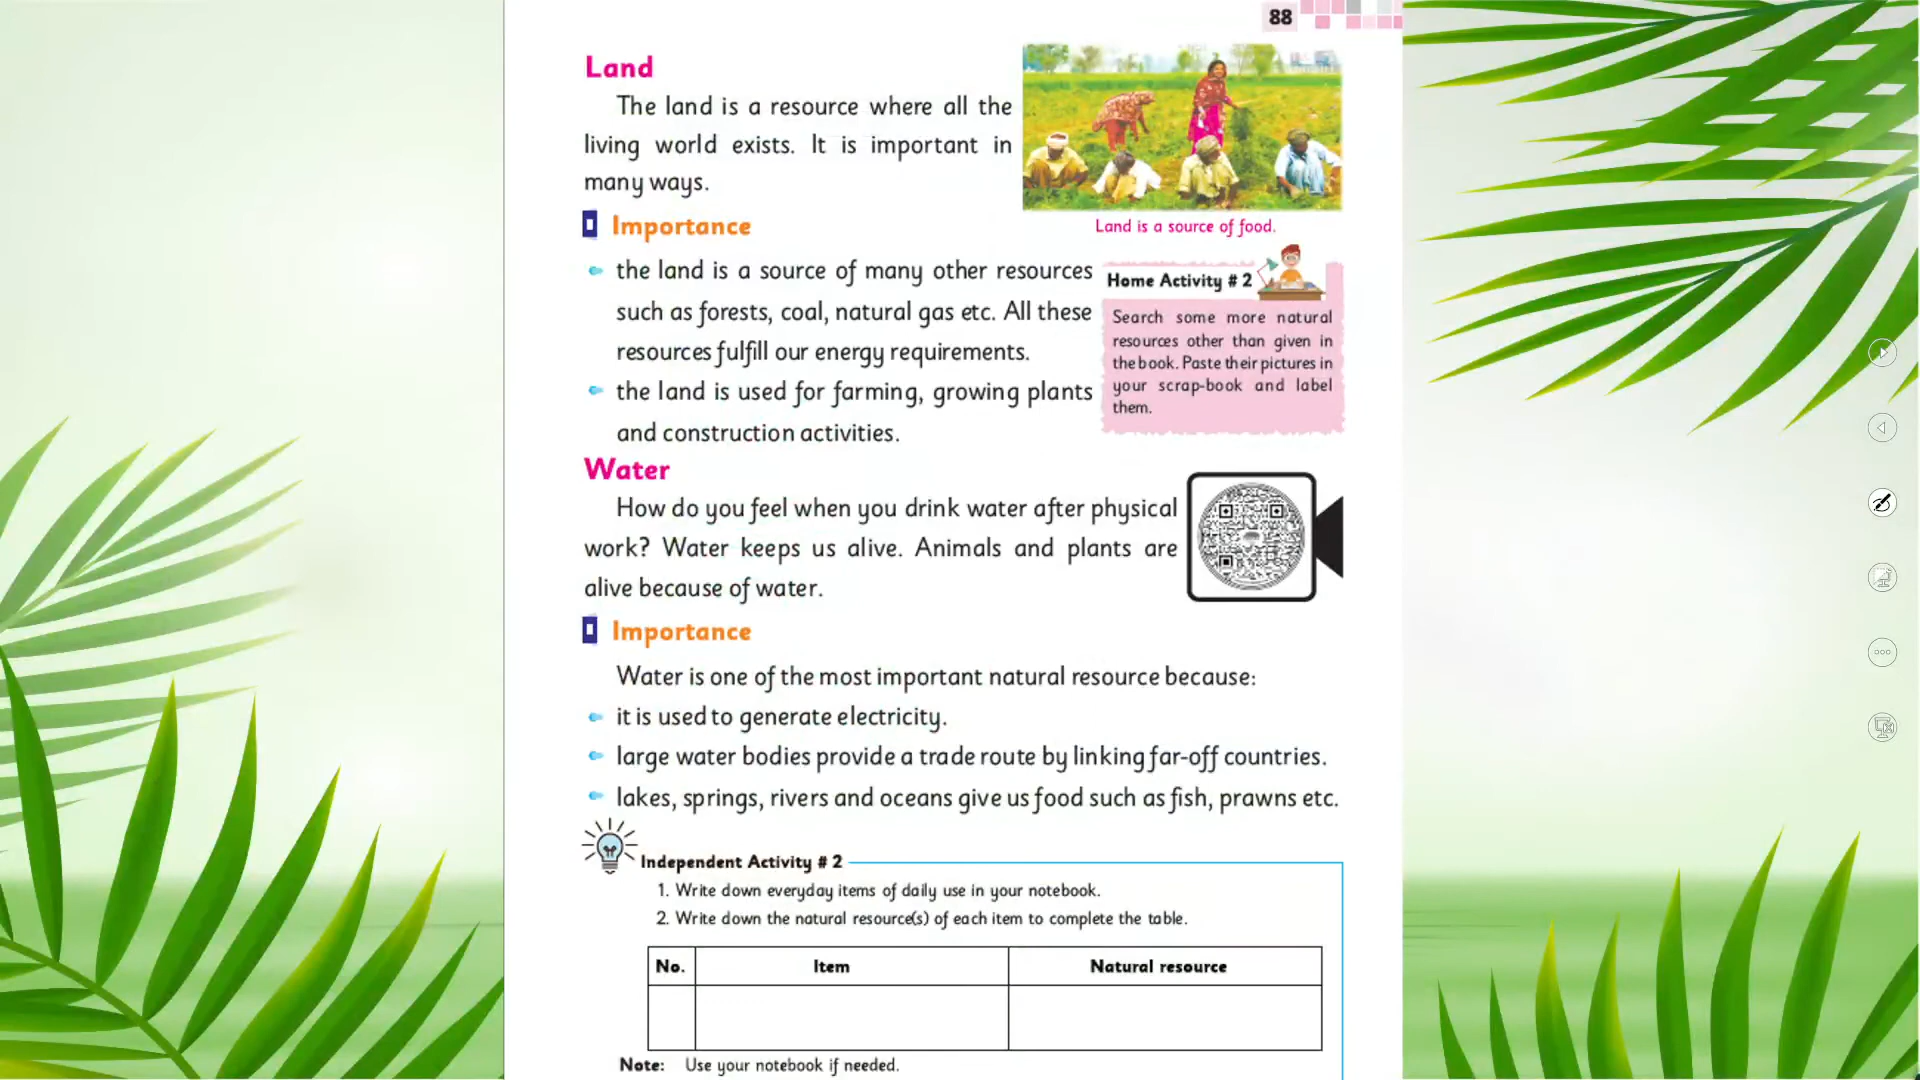 88
Land
The land is a resource where all the
living world exists. It is important in
many ways.
Land is a source of food.
Importance
the land is a source of many other resources
such as forests, coal, natural gas etc. All these
resources fulfill our energy requirements.
the land is used for farming, growing plants
and construction activities.
Home Activity # 2
Search some more natural
resources other than given in
the book. Paste their pictures in
your scrap-book and label
them.
Water
How do you feel when you drink water after physical
work? Water keeps us alive. Animals and plants are
alive because of water.
Importance
Water is one of the most important natural resource because:
it is used to generate electricity.
large water bodies provide a trade route by linking far-off countries.
lakes, springs, rivers and oceans give us food such as fish, prawns etc.
Independent Activity # 2
1. Write down everyday items of daily use in your notebook.
2. Write down the natural resource(s) of each item to complete the table.
No. Item Natural resource
Note: Use your notebook if needed.